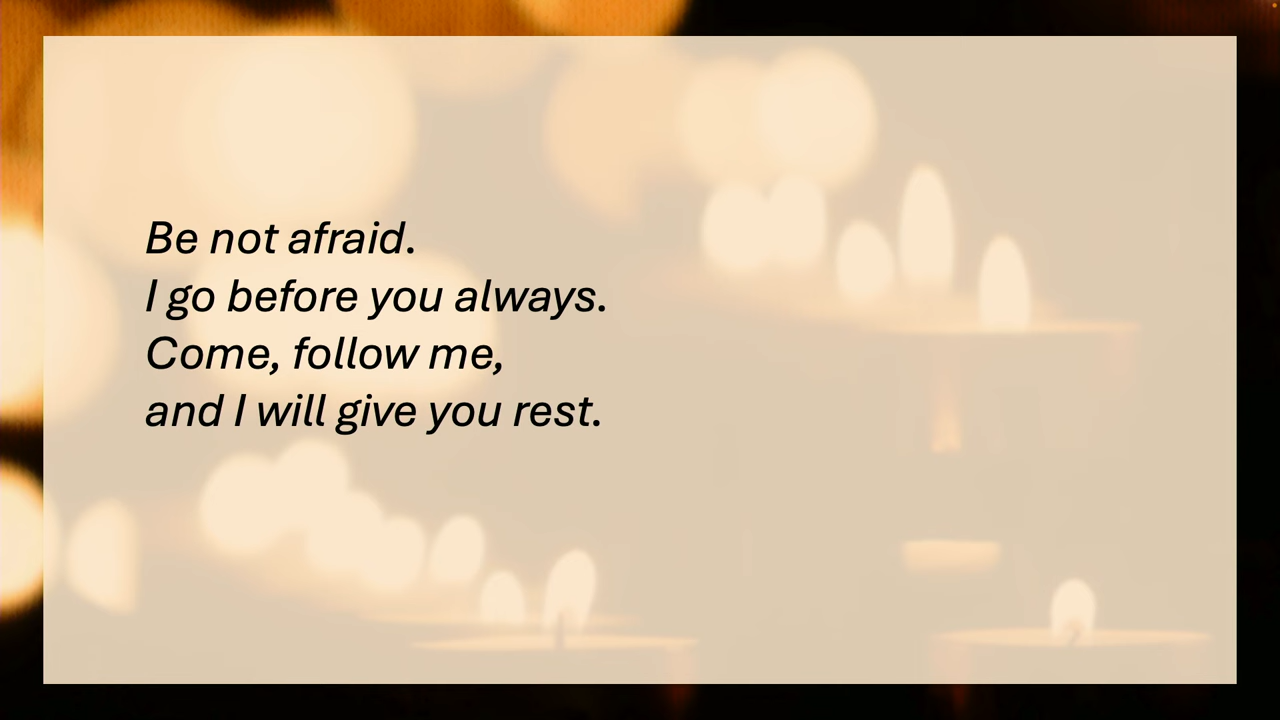 Be not afraid.
I go before you always.
Come, follow me,
and I will give you rest.